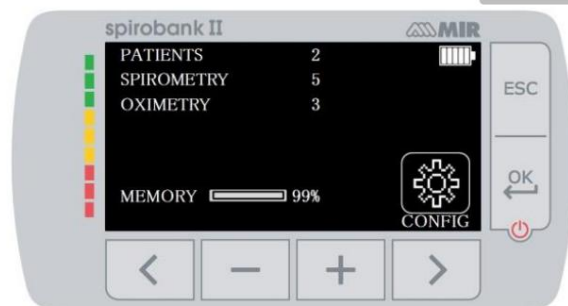 spirobank II MIR
PATIENTS 2
SPIROMETRY 5
OXIMETRY 3
MEMORY 99%
CONFIG
ESC
OK